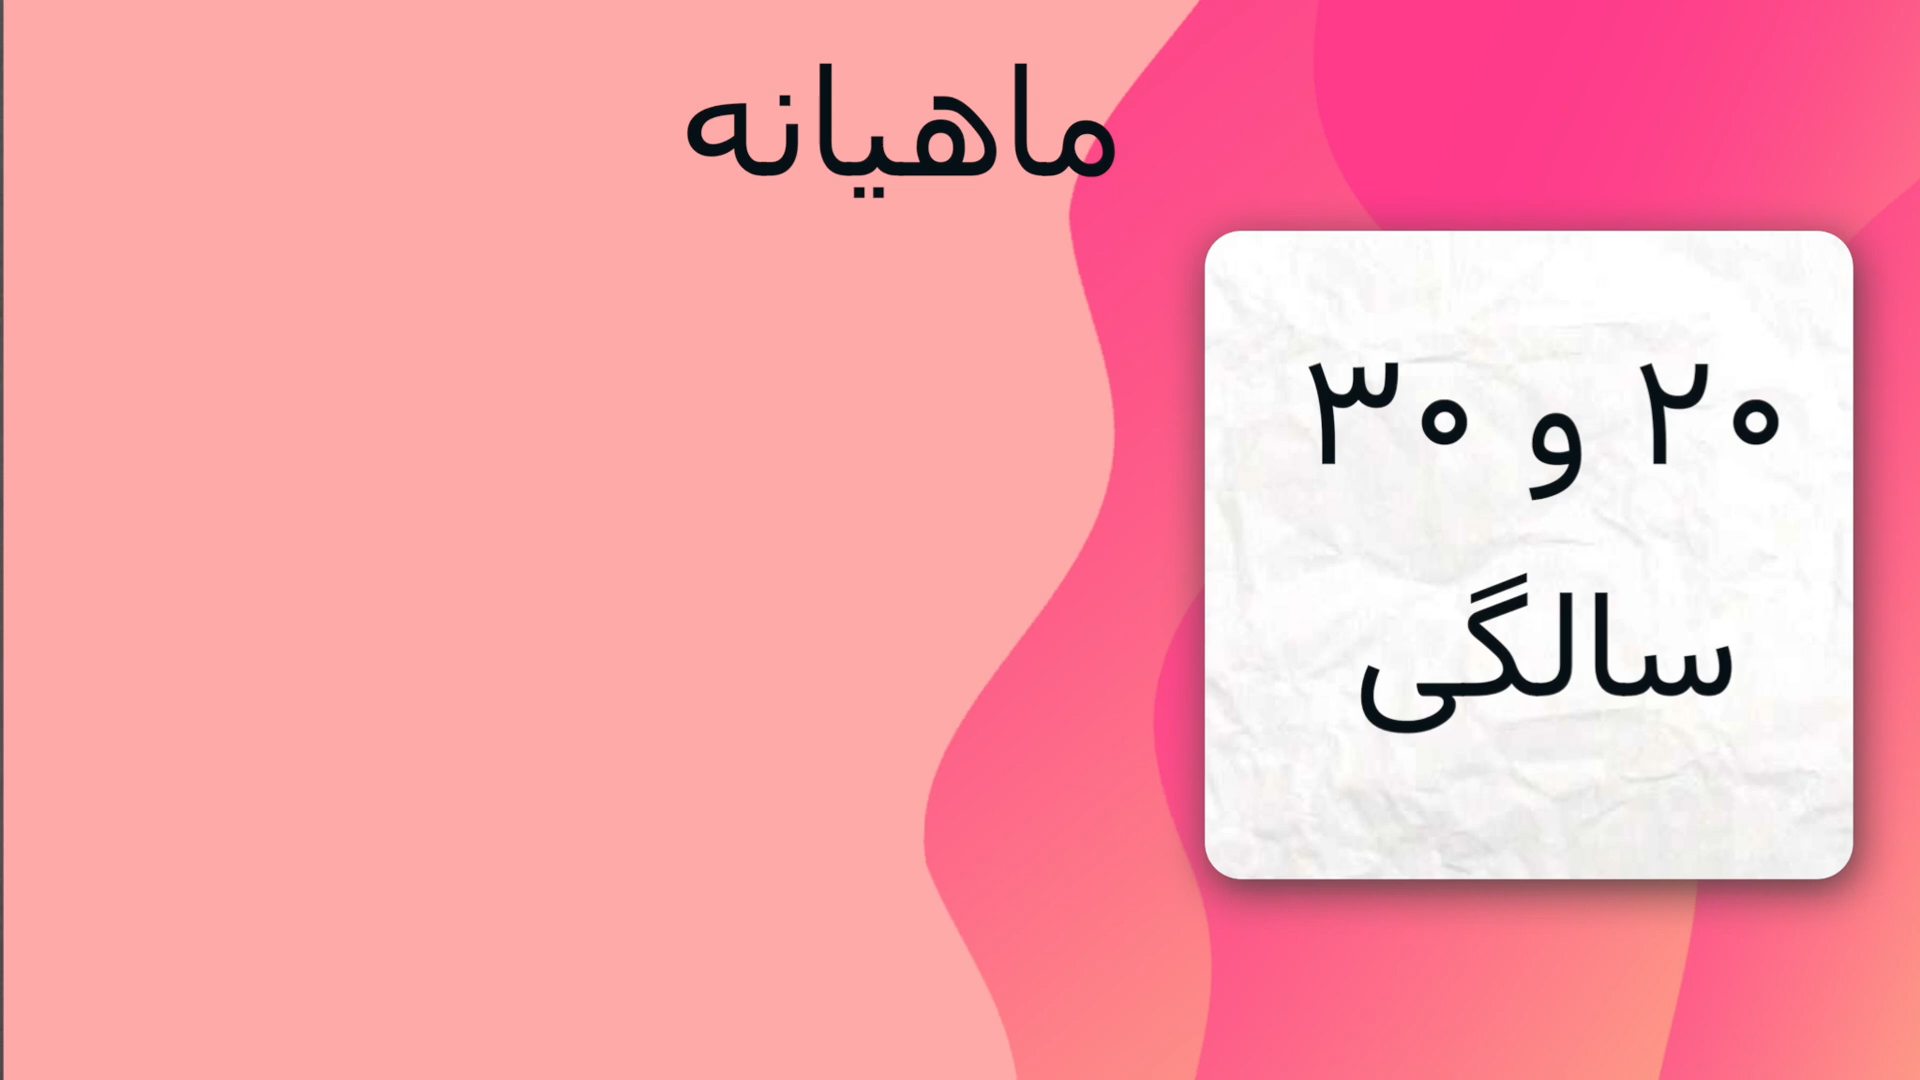 ماهیانه
۲۰ و ۳۰
سالگی